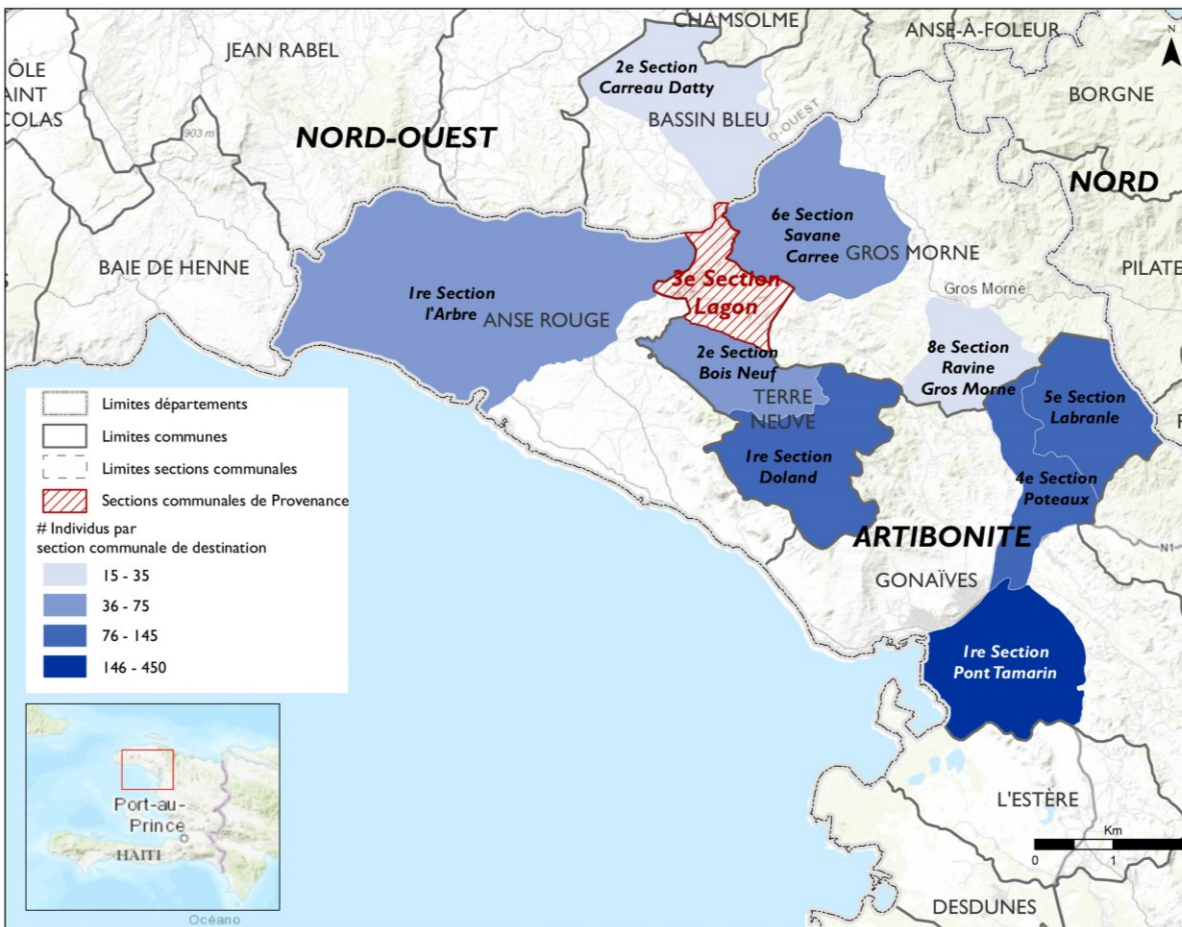 CHAMSOLME
ANSE-À-FOLEUR
N
JEAN RABEL
ÔLE
AINT
COLAS
2e Section
Carreau Datty
BASSIN BLEU
BORGNE
903 m
D-OUEST
NORD-OUEST
NORD
6e Section
Savane
Carree
GROS MORNE
BAIE DE HENNE
PILATE
3e Section
Lagon
1re Section
l'Arbre
ANSE ROUGE
Gros Morne
2e Section
Bois Neuf
TERRE
NEUVE
8e Section
Ravine
Gros Morne
5e Section
Labranle
1re Section
Doland
4e Section
Poteaux
ARTIBONITE
N1
GONAÏVES
1re Section
Pont Tamarin
L'ESTÈRE
Km
0 1
DESDUNES
Limites départements
Limites communes
Limites sections communales
Sections communales de Provenance
# Individus par
section communale de destination
15 - 35
36 - 75
76 - 145
146 - 450
Port-au-
Prince
HAITI
Océano